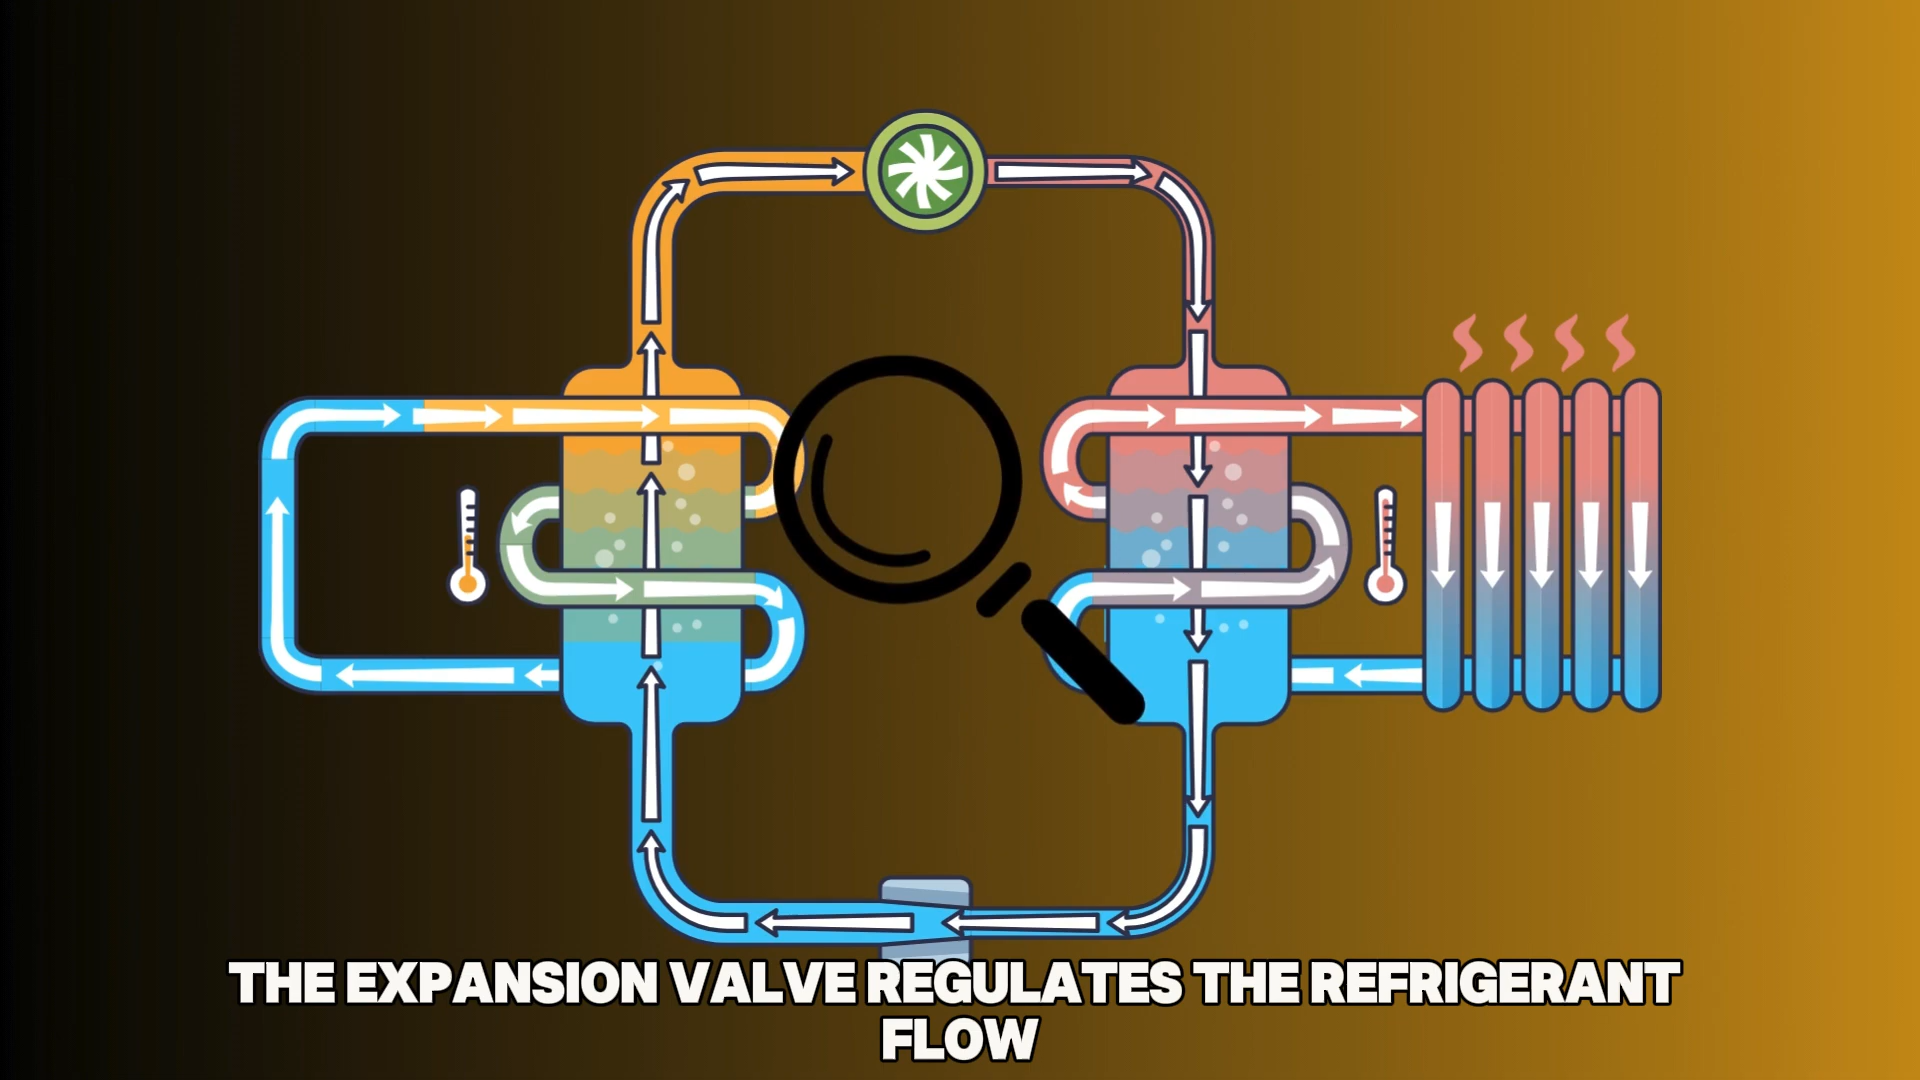 THE EXPANSION VALVE REGULATES THE REFRIGERANT
FLOW